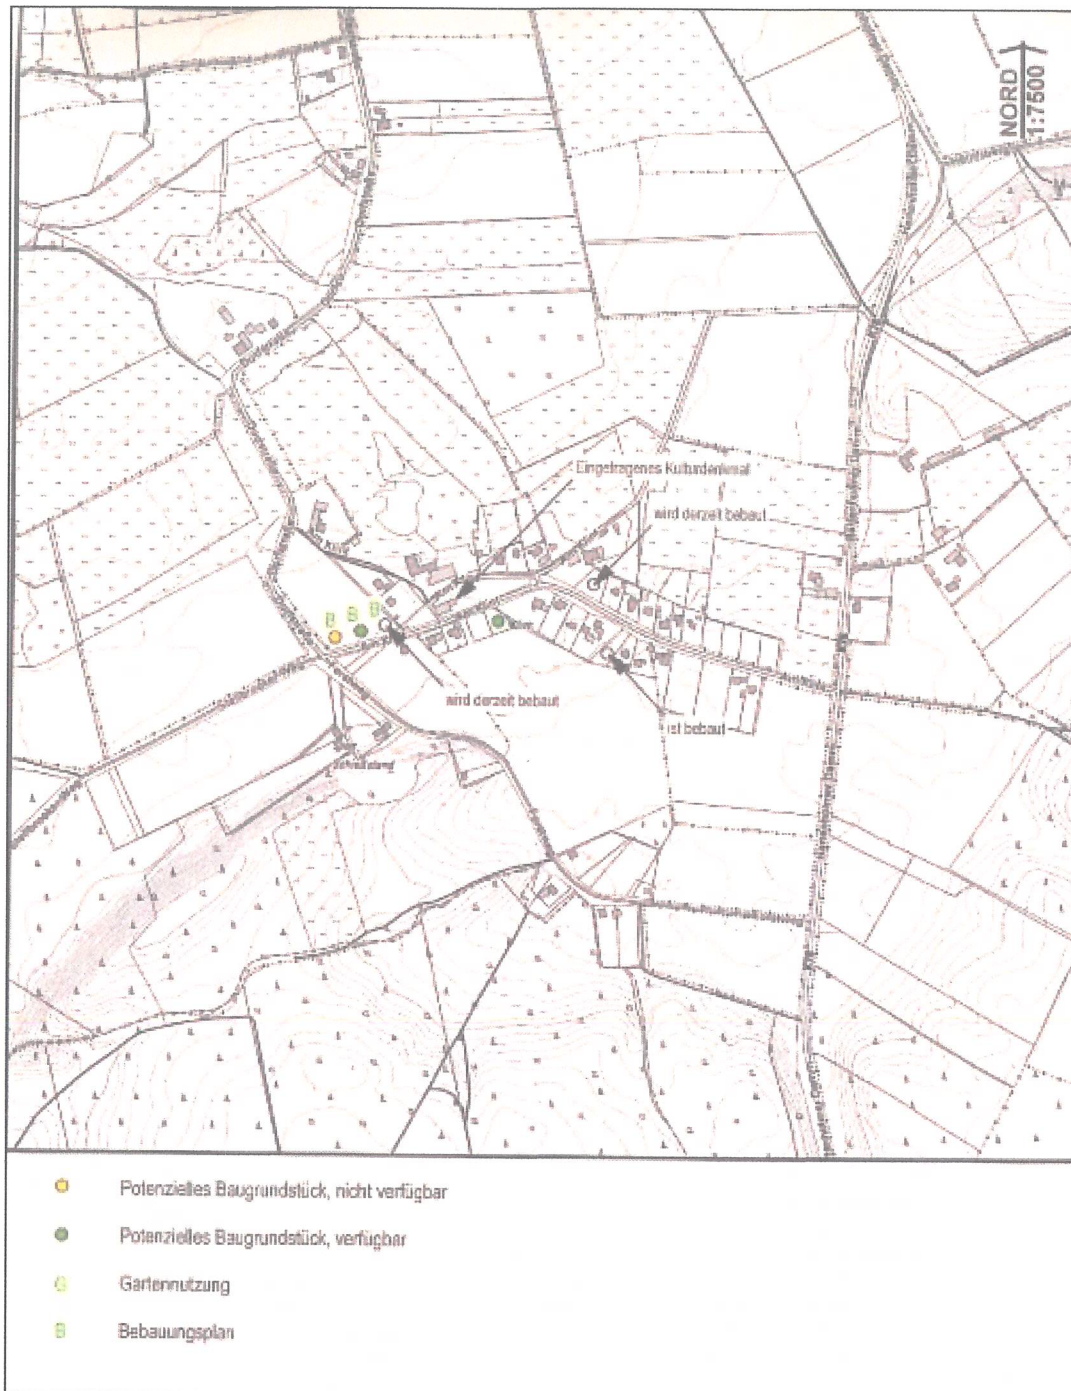 NORD
1:7500
Eingetragenes Kulturdenkmal
wird derzeit bebaut
B B B
wird derzeit bebaut
ist bebaut
Potenzielles Baugrundstück, nicht verfügbar
Potenzielles Baugrundstück, verfügbar
G Gartennutzung
B Bebauungsplan